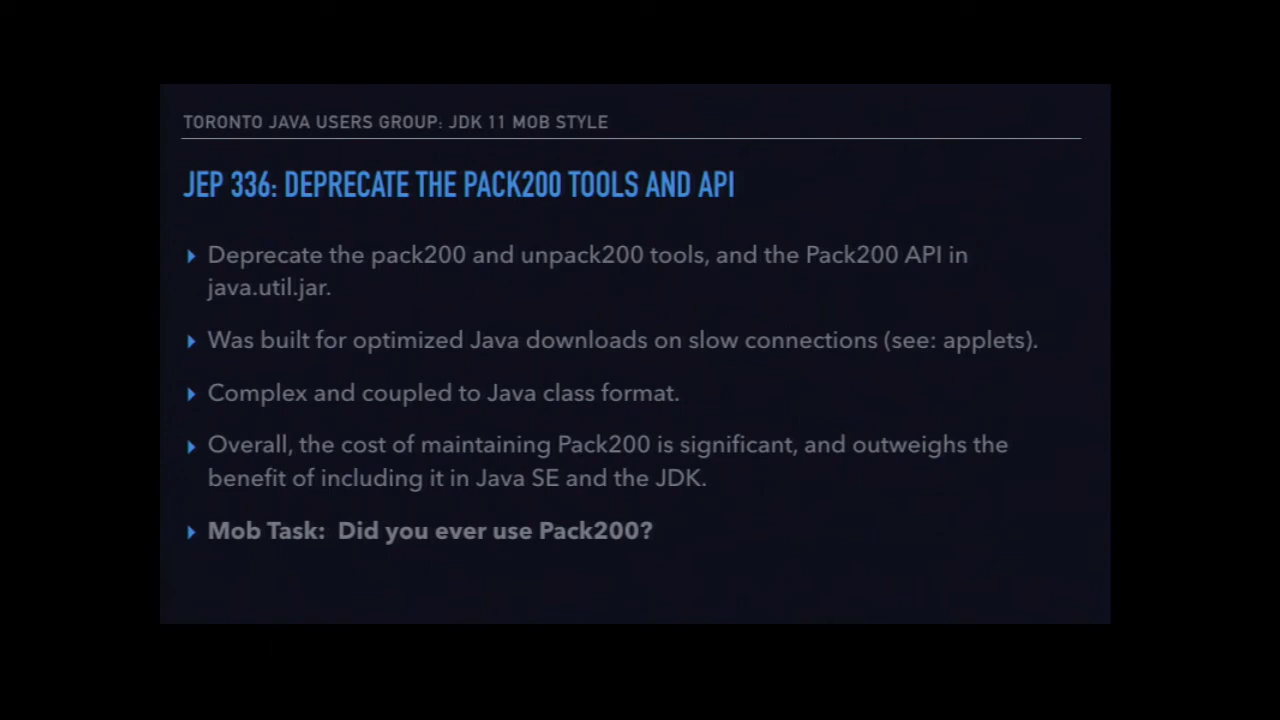 TORONTO JAVA USERS GROUP: JDK 11 MOB STYLE
JEP 336: DEPRECATE THE PACK200 TOOLS AND API
Deprecate the pack200 and unpack200 tools, and the Pack200 API in
java.util.jar.
Was built for optimized Java downloads on slow connections (see: applets).
Complex and coupled to Java class format.
Overall, the cost of maintaining Pack200 is significant, and outweighs the
benefit of including it in Java SE and the JDK.
Mob Task: Did you ever use Pack200?